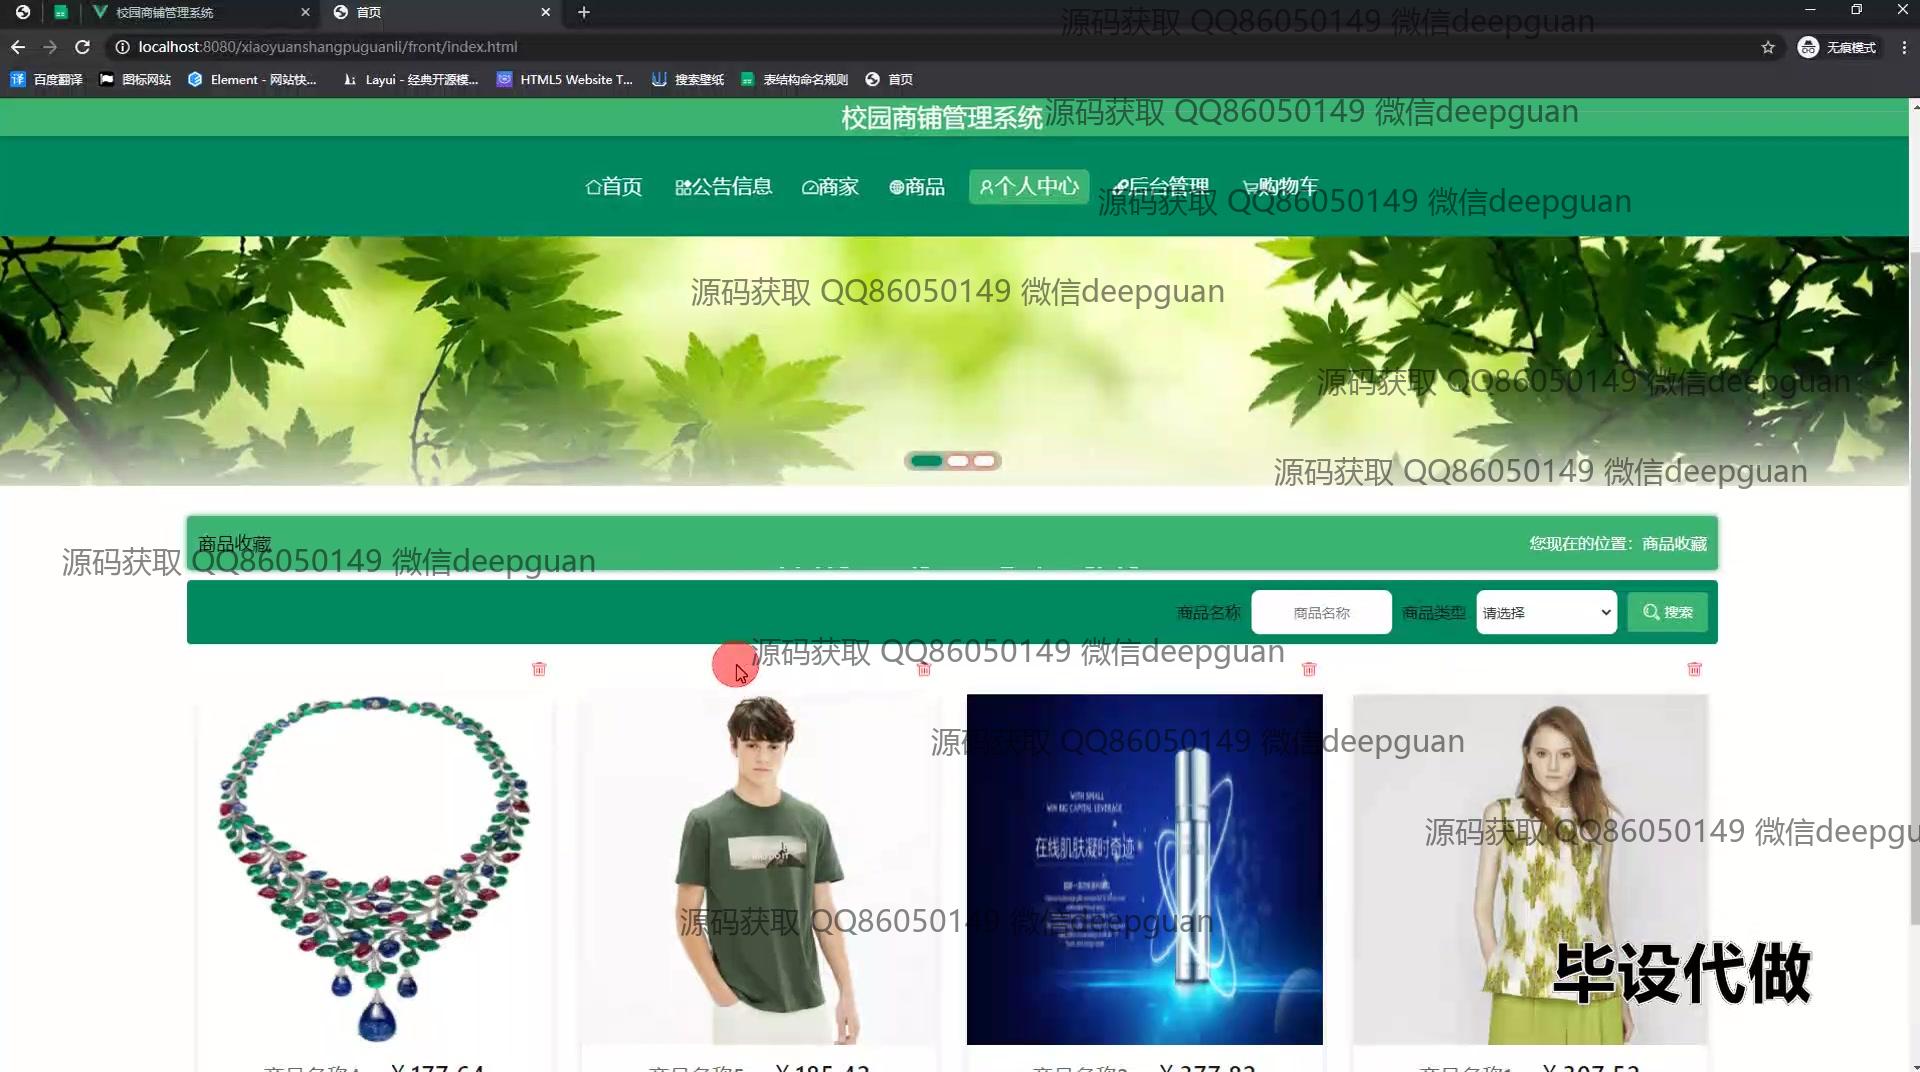 校园商铺管理系统
首页
源码获取 QQ86050149 微信deepguan
localhost:8080/xiaoyuanshangpuguanli/front/index.html
无痕模式
百度翻译
图标网站
Element - 网站快...
Layui - 经典开源模...
HTML5 Website T...
搜索壁纸
表结构命名规则
首页
校园商铺管理系统
源码获取 QQ86050149 微信deepguan
首页
公告信息
商家
商品
个人中心
后台管理
购物车
源码获取 QQ86050149 微信deepguan
源码获取 QQ86050149 微信deepguan
源码获取 QQ86050149 微信deepguan
源码获取 QQ86050149 微信deepguan
商品收藏
您现在的位置：商品收藏
源码获取 QQ86050149 微信deepguan
商品名称
商品名称
商品类型
请选择
搜索
源码获取 QQ86050149 微信deepguan
源码获取 QQ86050149 微信deepguan
WITH SMALL
WIN BIG CAPITAL LEVERAGE
在线肌肤凝时奇迹
源码获取 QQ86050149 微信deepgu
源码获取 QQ86050149 微信deepguan
毕设代做
￥177.64
￥185.42
￥377.82
￥307.52